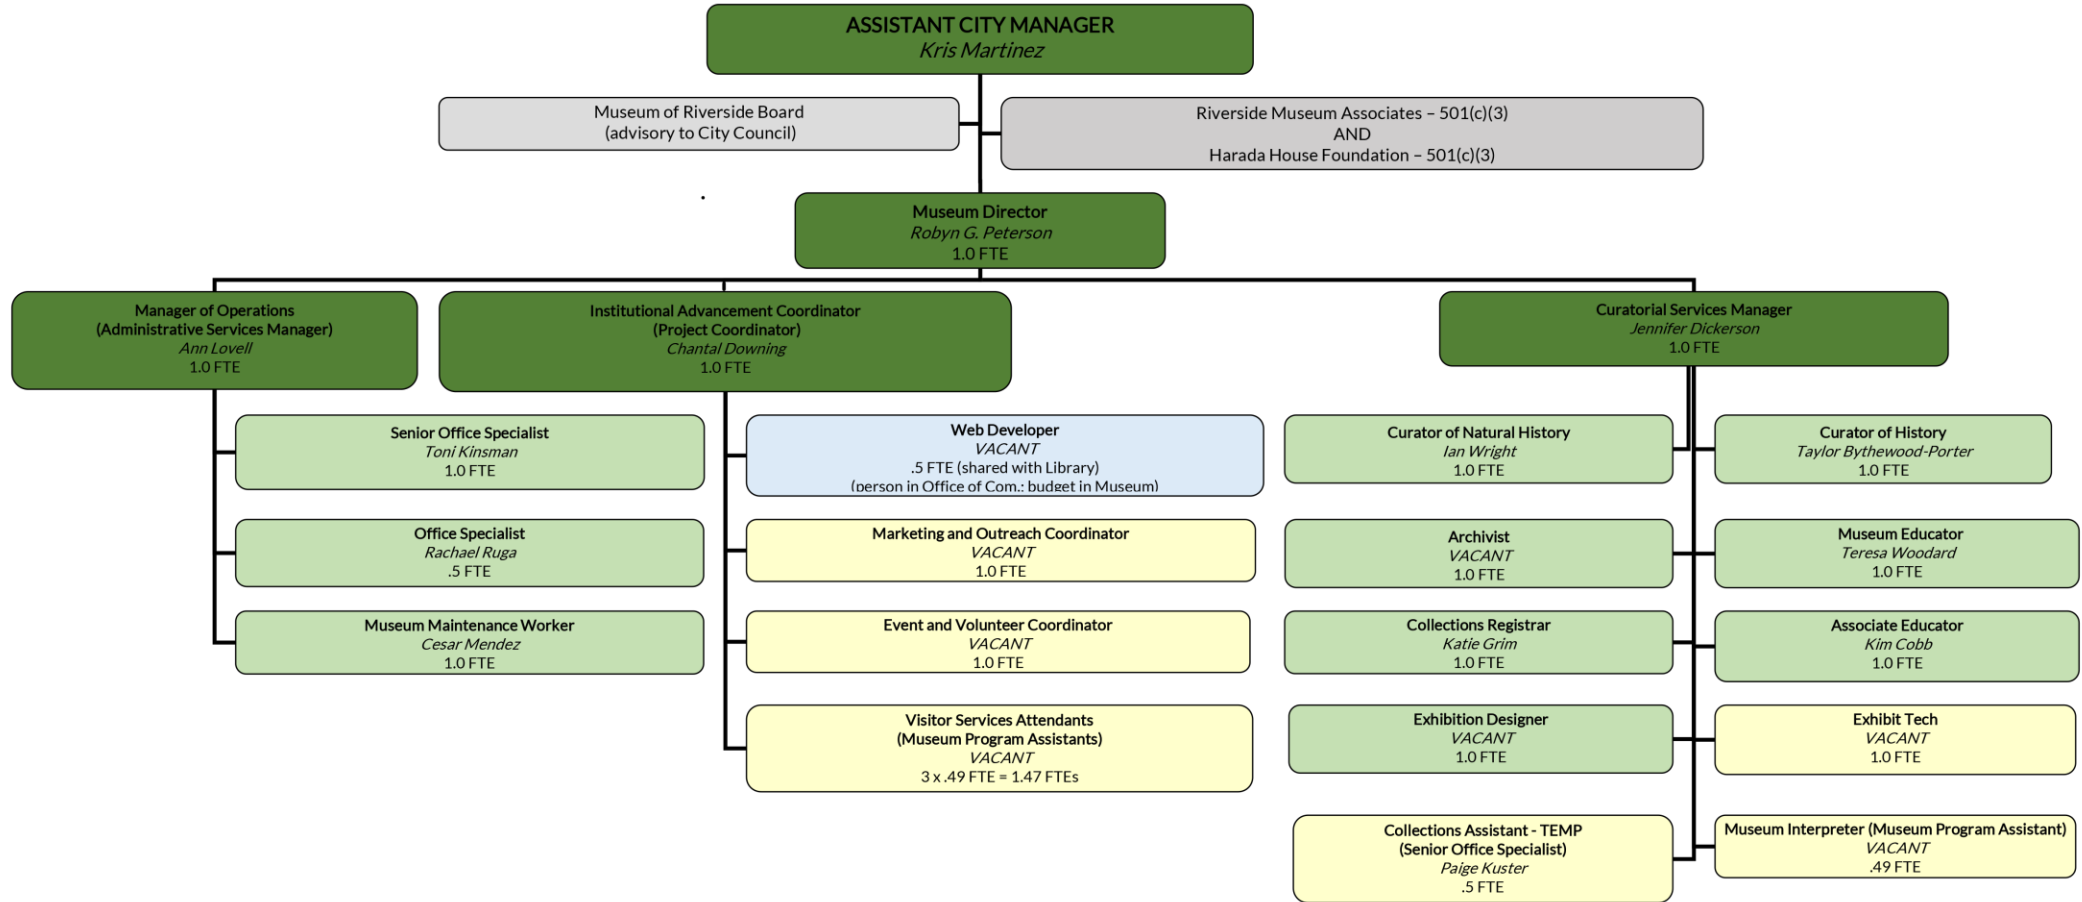 ASSISTANT CITY MANAGER
Kris Martinez
Museum of Riverside Board
(advisory to City Council)
Riverside Museum Associates – 501(c)(3)
AND
Harada House Foundation – 501(c)(3)
.
Museum Director
Robyn G. Peterson
1.0 FTE
Manager of Operations
(Administrative Services Manager)
Ann Lovell
1.0 FTE
Institutional Advancement Coordinator
(Project Coordinator)
Chantal Downing
1.0 FTE
Curatorial Services Manager
Jennifer Dickerson
1.0 FTE
Senior Office Specialist
Toni Kinsman
1.0 FTE
Office Specialist
Rachael Ruga
.5 FTE
Museum Maintenance Worker
Cesar Mendez
1.0 FTE
Web Developer
VACANT
.5 FTE (shared with Library)
(person in Office of Com.; budget in Museum)
Marketing and Outreach Coordinator
VACANT
1.0 FTE
Event and Volunteer Coordinator
VACANT
1.0 FTE
Visitor Services Attendants
(Museum Program Assistants)
VACANT
3 x .49 FTE = 1.47 FTEs
Curator of Natural History
Ian Wright
1.0 FTE
Curator of History
Taylor Bythewood-Porter
1.0 FTE
Archivist
VACANT
1.0 FTE
Museum Educator
Teresa Woodard
1.0 FTE
Collections Registrar
Katie Grim
1.0 FTE
Associate Educator
Kim Cobb
1.0 FTE
Exhibition Designer
VACANT
1.0 FTE
Exhibit Tech
VACANT
1.0 FTE
Collections Assistant - TEMP
(Senior Office Specialist)
Paige Kuster
.5 FTE
Museum Interpreter (Museum Program Assistant)
VACANT
.49 FTE